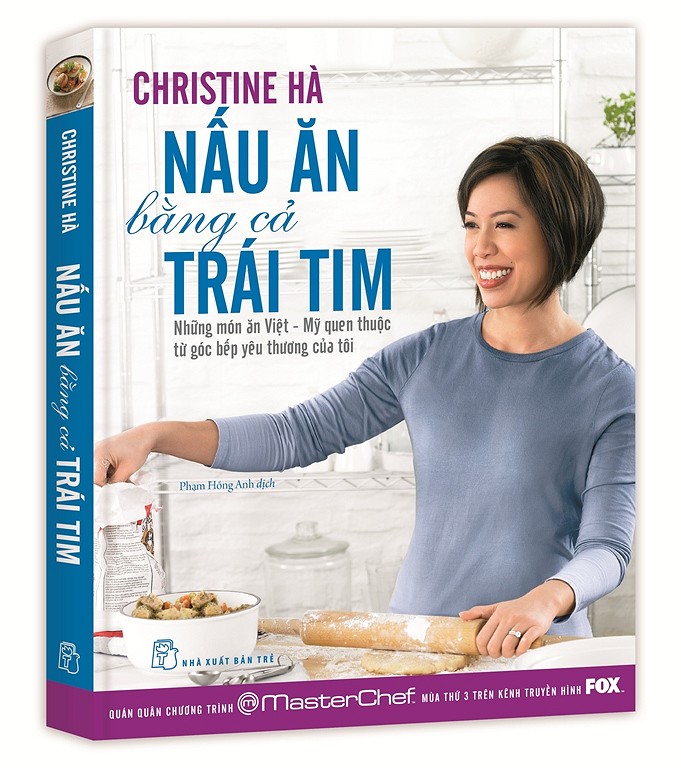 CHRISTINE HÀ
NẤU ĂN
bằng cả
TRÁI TIM
Những món ăn Việt - Mỹ quen thuộc
từ góc bếp yêu thương của tôi
Phạm Hồng Anh dịch
NHÀ XUẤT BẢN TRẺ
QUÁN QUÂN CHƯƠNG TRÌNH MasterChef MÙA THỨ 3 TRÊN KÊNH TRUYỀN HÌNH FOX
CHRISTINE HÀ NẤU ĂN bằng cả TRÁI TIM